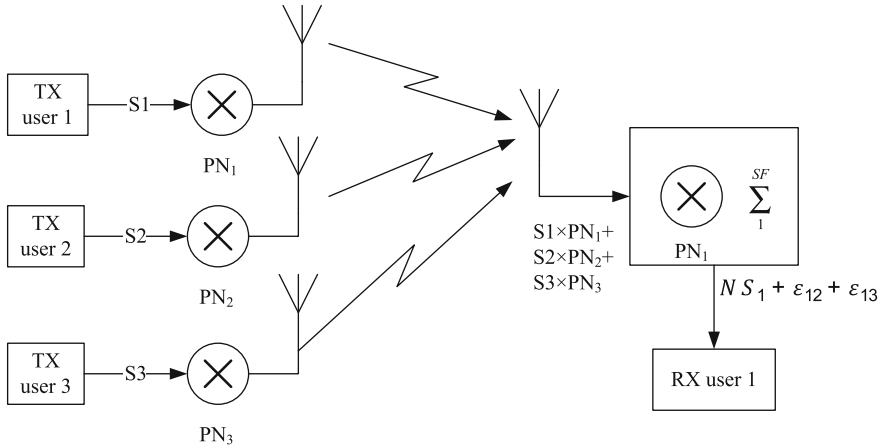 TX
user 1
S1
PN₁
TX
user 2
S2
PN₂
TX
user 3
S3
PN₃
S1×PN₁+
S2×PN₂+
S3×PN₃
SF
∑
1
PN₁
N S₁ + ε₁₂ + ε₁₃
RX user 1